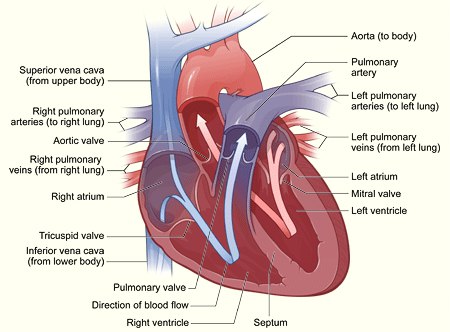 Aorta (to body)
Superior vena cava
(from upper body)
Pulmonary
artery
Right pulmonary
arteries (to right lung)
Left pulmonary
arteries (to left lung)
Aortic valve
Left pulmonary
veins (from left lung)
Right pulmonary
veins (from right lung)
Left atrium
Right atrium
Mitral valve
Left ventricle
Tricuspid valve
Inferior vena cava
(from lower body)
Pulmonary valve
Direction of blood flow
Right ventricle
Septum